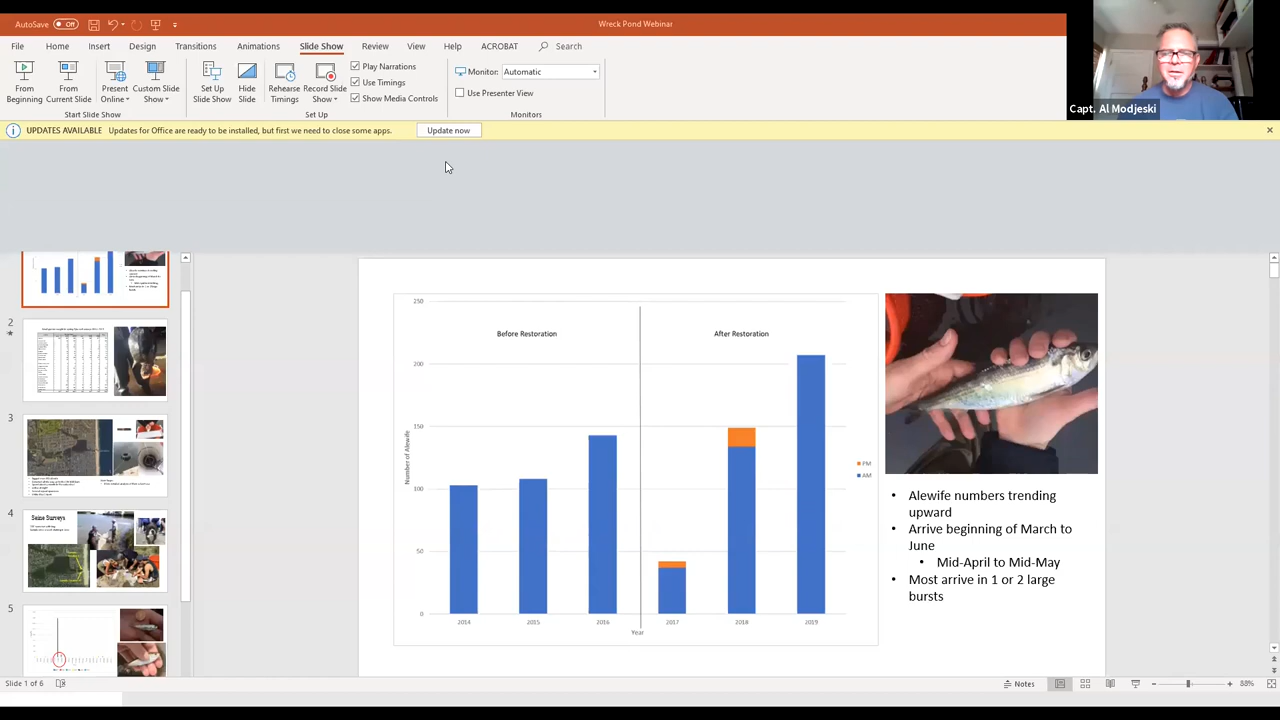 AutoSave Off
Wreck Pond Webinar
File Home Insert Design Transitions Animations Slide Show Review View Help ACROBAT Search
From Beginning
From Current Slide
Present Online
Custom Slide Show
Start Slide Show
Set Up Slide Show
Hide Slide
Rehearse Timings
Record Slide Show
Play Narrations
Use Timings
Show Media Controls
Set Up
Monitor: Automatic
Use Presenter View
Monitors
Capt. Al Modjeski
UPDATES AVAILABLE Updates for Office are ready to be installed, but first we need to close some apps. Update now
2
3
4
Seine Surveys
5
Before Restoration
After Restoration
250
200
150
100
50
0
Number of Alewife
2014 2015 2016 2017 2018 2019
Year
PM
AM
• Alewife numbers trending
upward
• Arrive beginning of March to
June
• Mid-April to Mid-May
• Most arrive in 1 or 2 large
bursts
Slide 1 of 6
Notes
88%